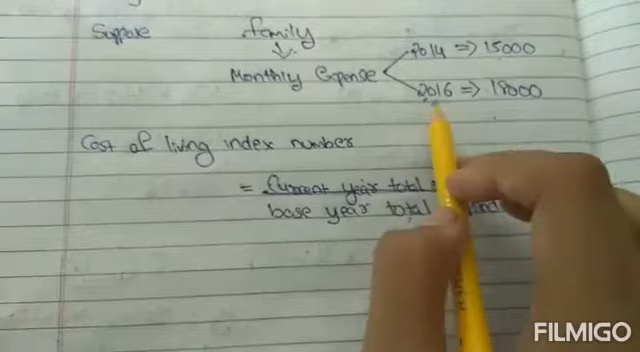 Suppose family
2014 => 15000
Monthly Expense
2016 => 18000
Cost of living index number
= Current year total
base year total
FILMIGO